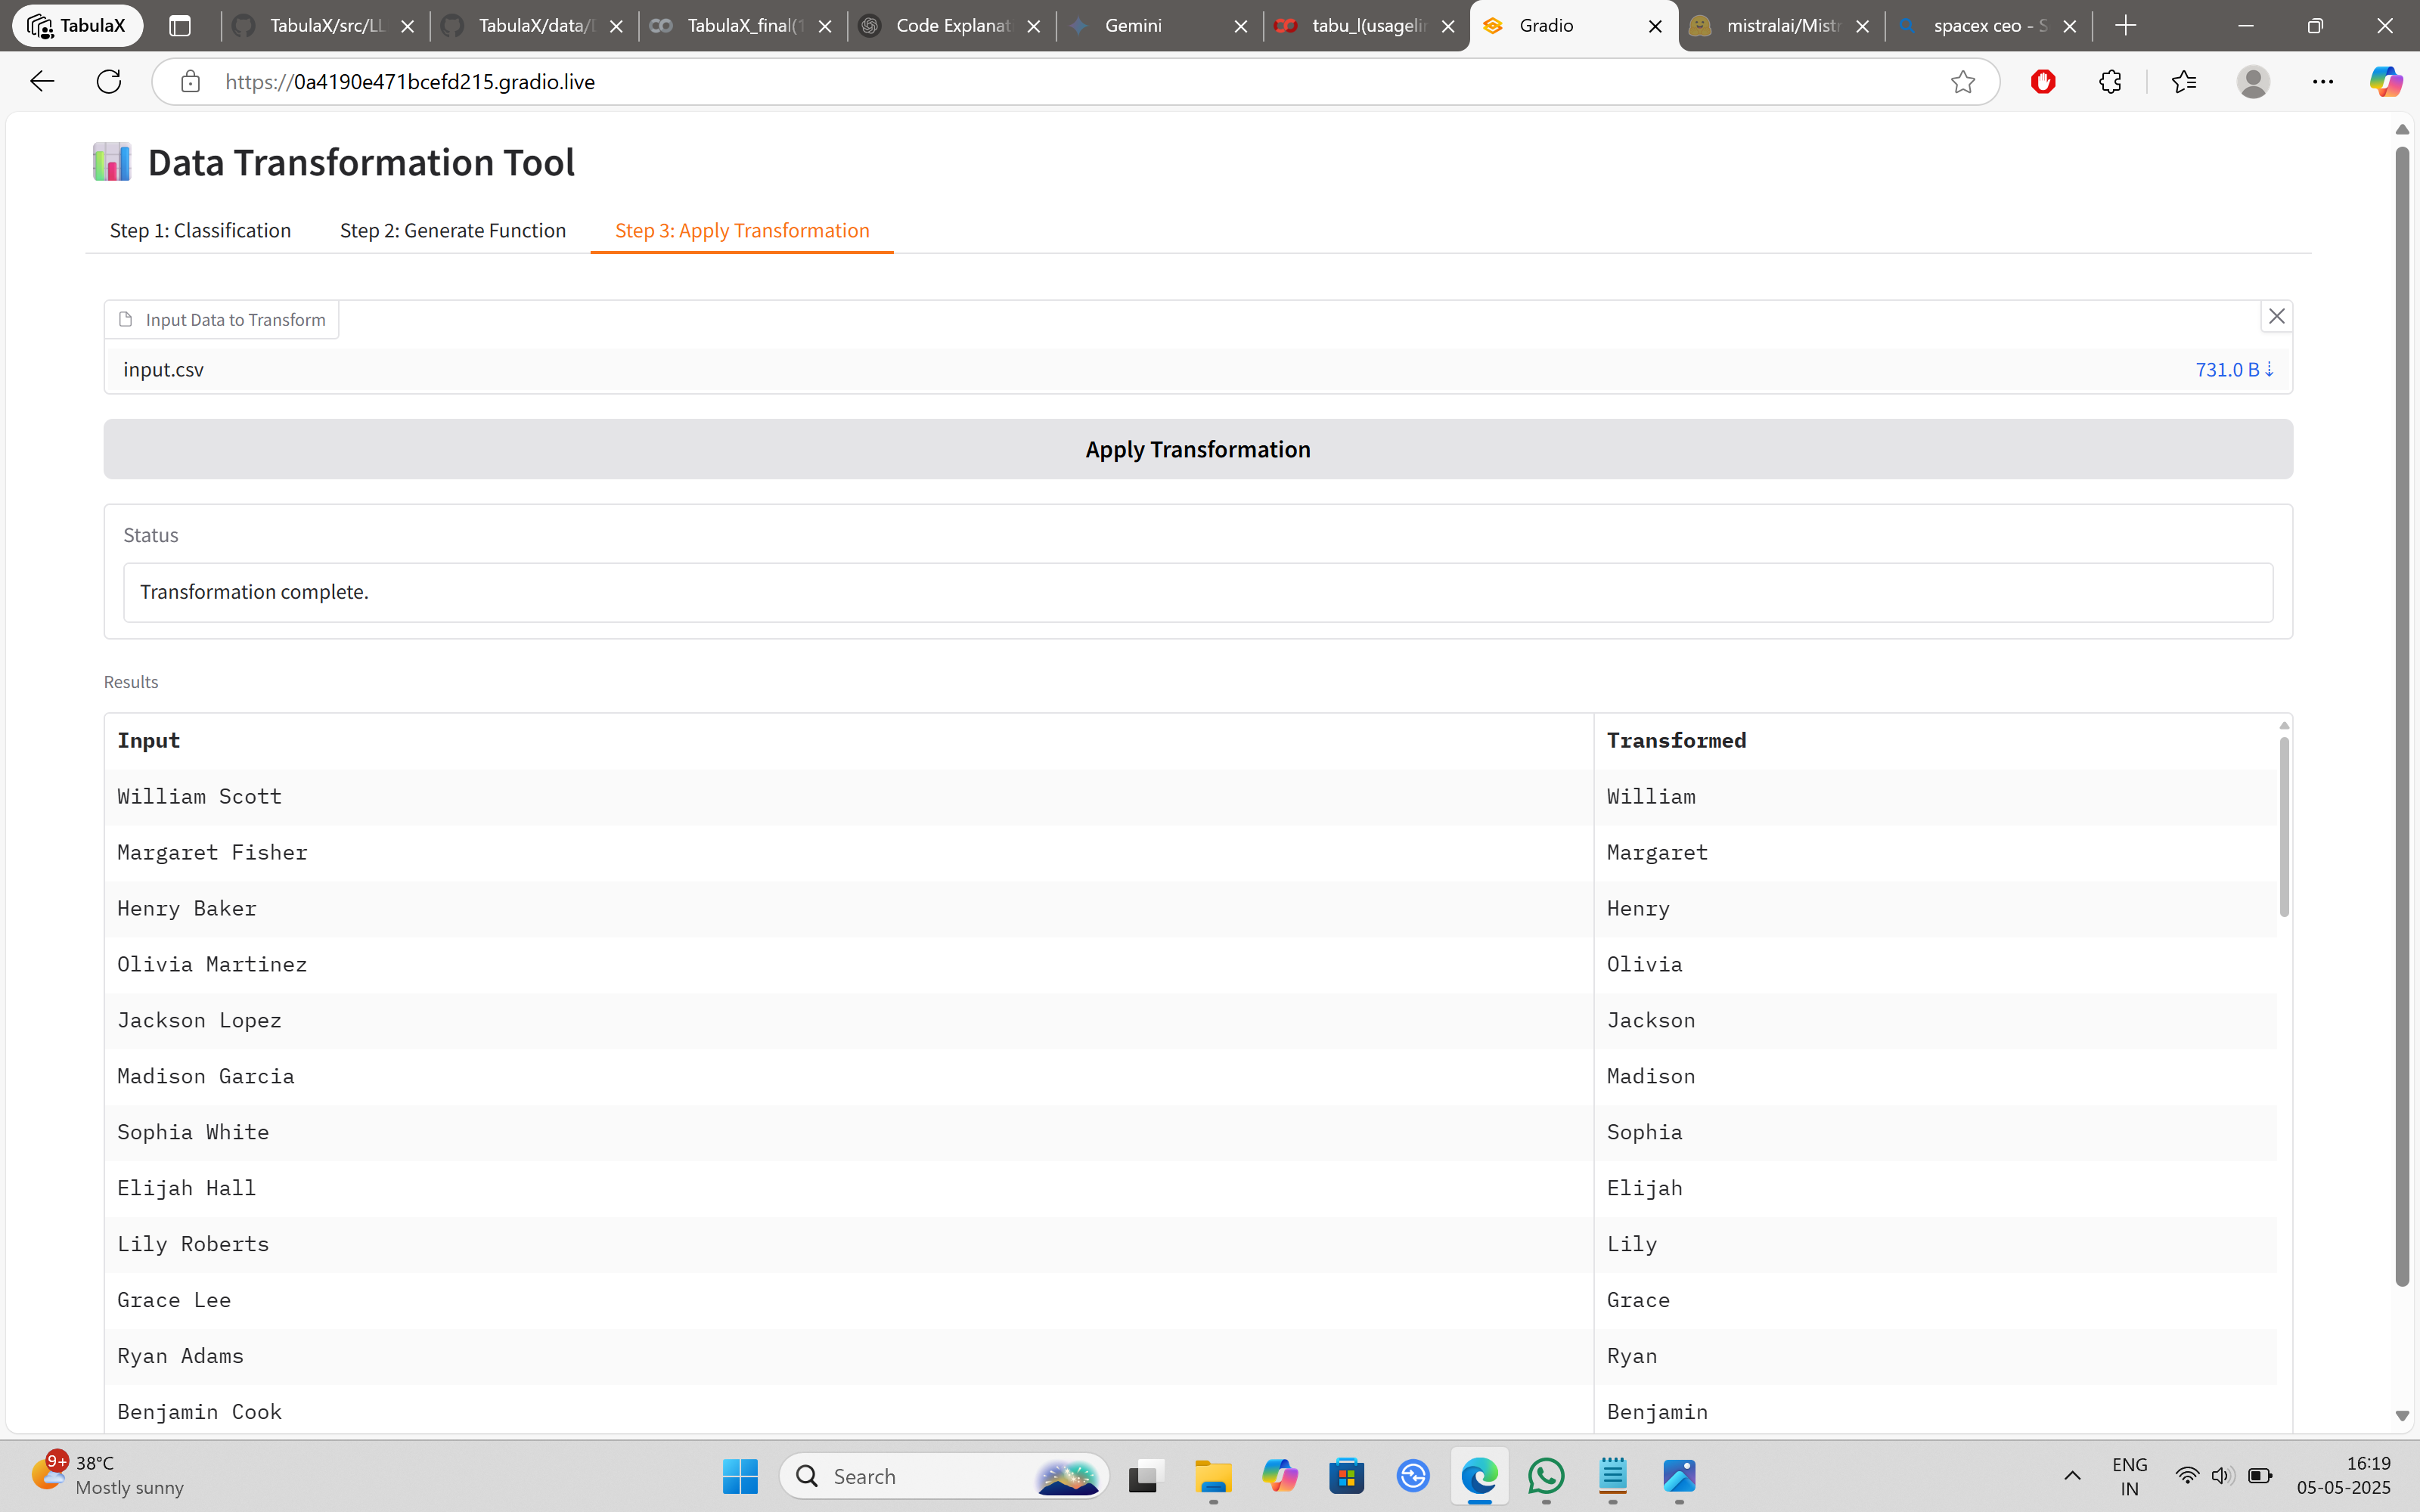 TabulaX
TabulaX/src/LL
TabulaX/data/
TabulaX_final(1
Code Explanat
Gemini
tabu_l(usageli
Gradio
mistralai/Mistr
spacex ceo - S
https://0a4190e471bcefd215.gradio.live
Data Transformation Tool
Step 1: Classification Step 2: Generate Function Step 3: Apply Transformation
Input Data to Transform
input.csv 731.0 B
Apply Transformation
Status
Transformation complete.
Results
Input Transformed
William Scott William
Margaret Fisher Margaret
Henry Baker Henry
Olivia Martinez Olivia
Jackson Lopez Jackson
Madison Garcia Madison
Sophia White Sophia
Elijah Hall Elijah
Lily Roberts Lily
Grace Lee Grace
Ryan Adams Ryan
Benjamin Cook Benjamin
9+ 38°C
Mostly sunny
Search
ENG
IN
16:19
05-05-2025